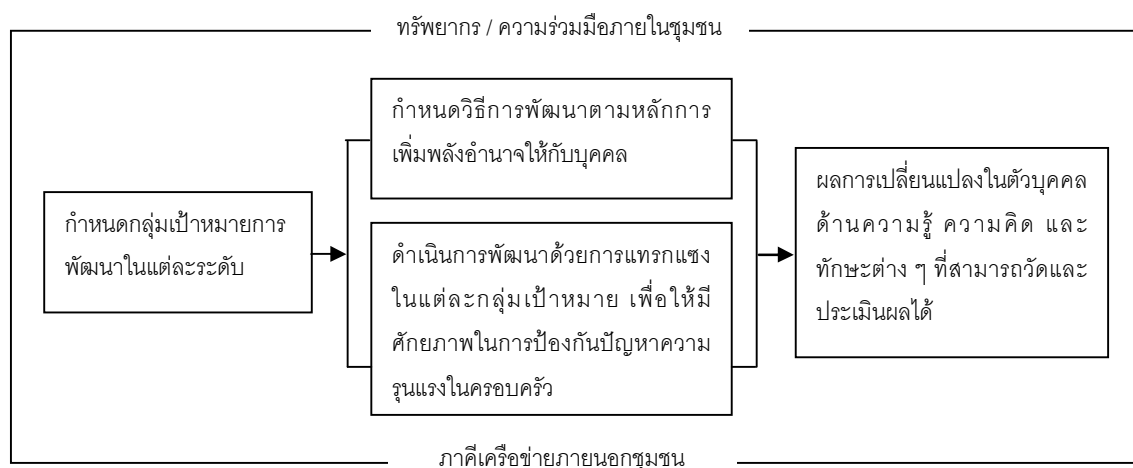 ทรัพยากร / ความร่วมมือภายในชุมชน
กำหนดกลุ่มเป้าหมายการ
พัฒนาในแต่ละระดับ
กำหนดวิธีการพัฒนาตามหลักการ
เพิ่มพลังอำนาจให้กับบุคคล
ดำเนินการพัฒนาด้วยการแทรกแซง
ในแต่ละกลุ่มเป้าหมาย เพื่อให้มี
ศักยภาพในการป้องกันปัญหาความ
รุนแรงในครอบครัว
ผลการเปลี่ยนแปลงในตัวบุคคล
ด้านความรู้ ความคิด และ
ทักษะต่าง ๆ ที่สามารถวัดและ
ประเมินผลได้
ภาคีเครือข่ายภายนอกชุมชน